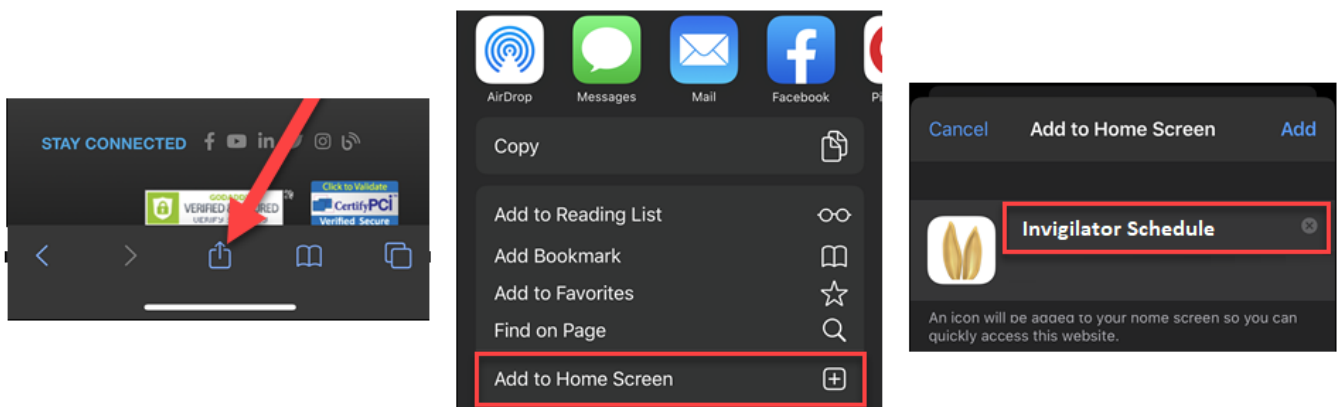 STAY CONNECTED
VERIFIED & SECURED
Click to Validate
CertifyPCI
Verified Secure
AirDrop
Messages
Mail
Facebook
Pi
Copy
Add to Reading List
Add Bookmark
Add to Favorites
Find on Page
Add to Home Screen
Cancel
Add to Home Screen
Add
Invigilator Schedule
An icon will be added to your home screen so you can
quickly access this website.